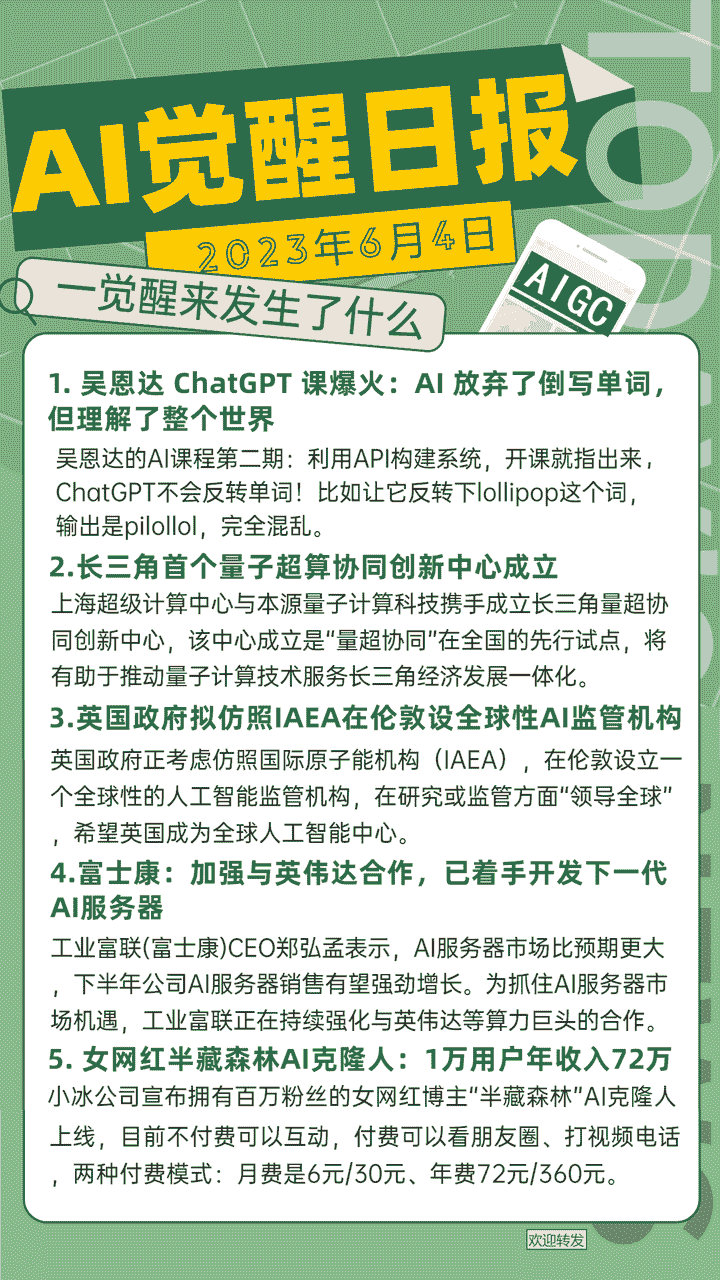 AI觉醒日报
2023年6月4日
一觉醒来发生了什么
AIGC
1. 吴恩达 ChatGPT 课爆火：AI 放弃了倒写单词，
但理解了整个世界
吴恩达的AI课程第二期：利用API构建系统，开课就指出来，
ChatGPT不会反转单词！比如让它反转下lollipop这个词，
输出是pilollol，完全混乱。
2.长三角首个量子超算协同创新中心成立
上海超级计算中心与本源量子计算科技携手成立长三角量超协
同创新中心，该中心成立是“量超协同”在全国的先行试点，将
有助于推动量子计算技术服务长三角经济发展一体化。
3.英国政府拟仿照IAEA在伦敦设全球性AI监管机构
英国政府正考虑仿照国际原子能机构（IAEA），在伦敦设立一
个全球性的人工智能监管机构，在研究或监管方面“领导全球”
，希望英国成为全球人工智能中心。
4.富士康：加强与英伟达合作，已着手开发下一代
AI服务器
工业富联(富士康)CEO郑弘孟表示，AI服务器市场比预期更大
，下半年公司AI服务器销售有望强劲增长。为抓住AI服务器市
场机遇，工业富联正在持续强化与英伟达等算力巨头的合作。
5. 女网红半藏森林AI克隆人：1万用户年收入72万
小冰公司宣布拥有百万粉丝的女网红博主“半藏森林”AI克隆人
上线，目前不付费可以互动，付费可以看朋友圈、打视频电话
，两种付费模式：月费是6元/30元、年费72元/360元。
欢迎转发